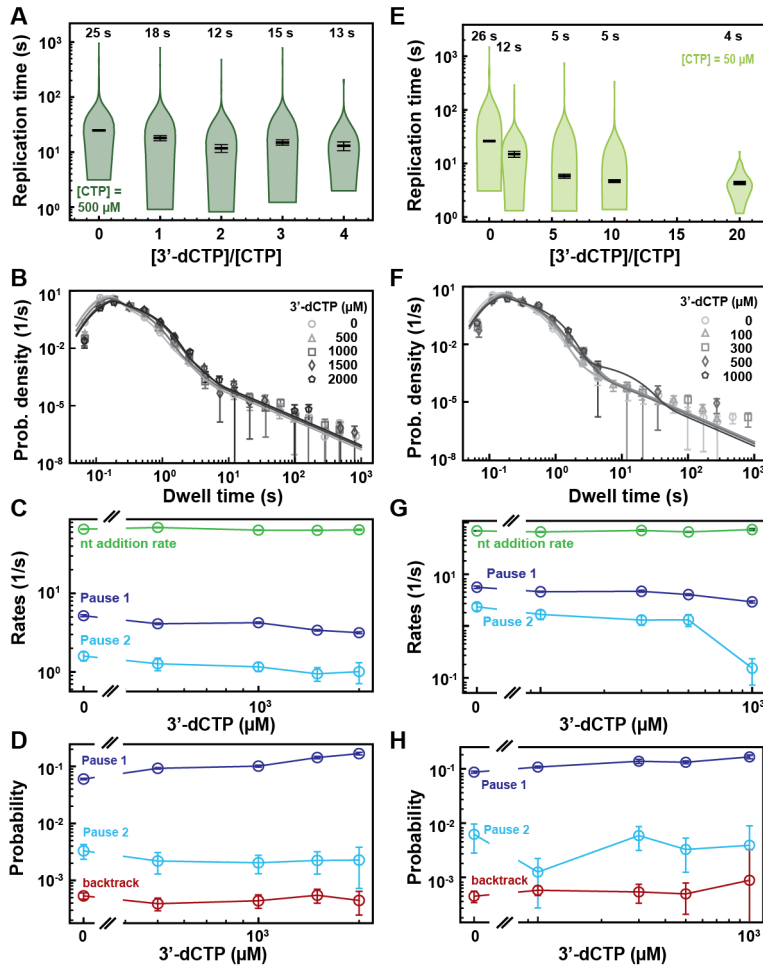 A
25 s 18 s 12 s 15 s 13 s
Replication time (s)
10³
10²
10¹
10⁰
[CTP] =
500 µM
0 1 2 3 4
[3'-dCTP]/[CTP]
E
26 s 12 s 5 s 5 s 4 s
[CTP] = 50 µM
Replication time (s)
10³
10²
10¹
10⁰
0 5 10 15 20
[3'-dCTP]/[CTP]
B
Prob. density (1/s)
10¹
10⁻²
10⁻⁵
10⁻⁸
3'-dCTP (µM)
0
500
1000
1500
2000
10⁻¹ 10⁰ 10¹ 10² 10³
Dwell time (s)
F
Prob. density (1/s)
10¹
10⁻²
10⁻⁵
10⁻⁸
3'-dCTP (µM)
0
100
300
500
1000
10⁻¹ 10⁰ 10¹ 10² 10³
Dwell time (s)
C
Rates (1/s)
10¹
10⁰
nt addition rate
Pause 1
Pause 2
0 10³
3'-dCTP (µM)
G
Rates (1/s)
10¹
10⁻¹
nt addition rate
Pause 1
Pause 2
0 10³
3'-dCTP (µM)
D
Probability
10⁻¹
10⁻²
10⁻³
Pause 1
Pause 2
backtrack
0 10³
3'-dCTP (µM)
H
Probability
10⁻¹
10⁻²
10⁻³
Pause 1
Pause 2
backtrack
0 10³
3'-dCTP (µM)